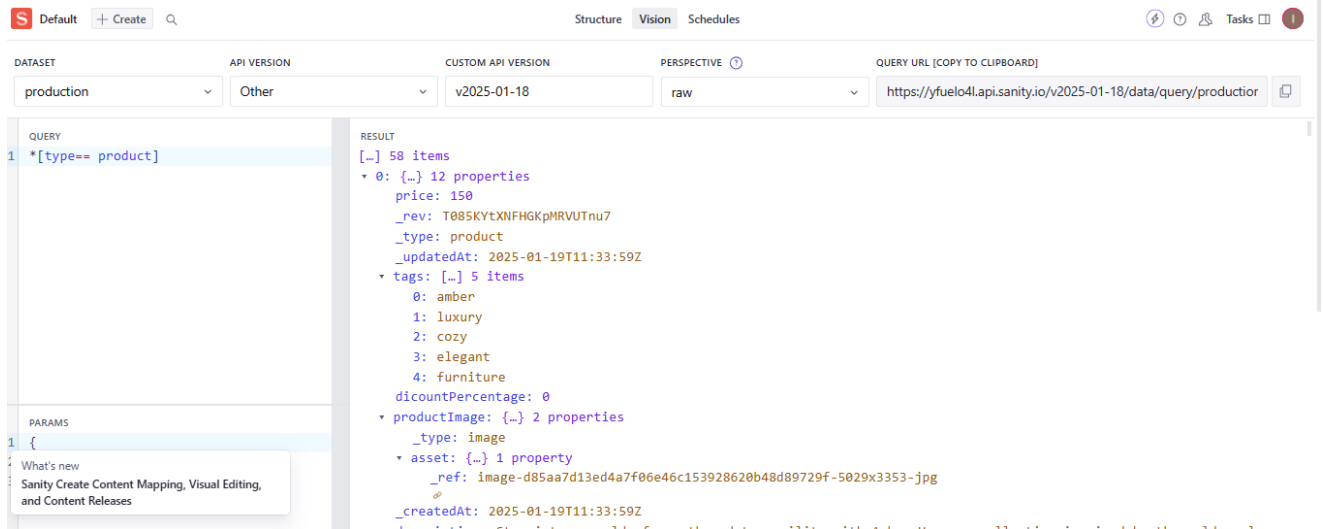 S Default + Create Structure Vision Schedules Tasks I
DATASET API VERSION CUSTOM API VERSION PERSPECTIVE ? QUERY URL [COPY TO CLIPBOARD]
production Other v2025-01-18 raw https://yfuelo4l.api.sanity.io/v2025-01-18/data/query/production
QUERY
1 *[type== product]
RESULT
[…] 58 items
0: {…} 12 properties
price: 150
_rev: T085KYtXNFHGKpMRVUTnu7
_type: product
_updatedAt: 2025-01-19T11:33:59Z
tags: […] 5 items
0: amber
1: luxury
2: cozy
3: elegant
4: furniture
dicountPercentage: 0
productImage: {…} 2 properties
_type: image
asset: {…} 1 property
_ref: image-d85aa7d13ed4a7f06e46c153928620b48d89729f-5029x3353-jpg
_createdAt: 2025-01-19T11:33:59Z
PARAMS
1 {
What's new
Sanity Create Content Mapping, Visual Editing,
and Content Releases